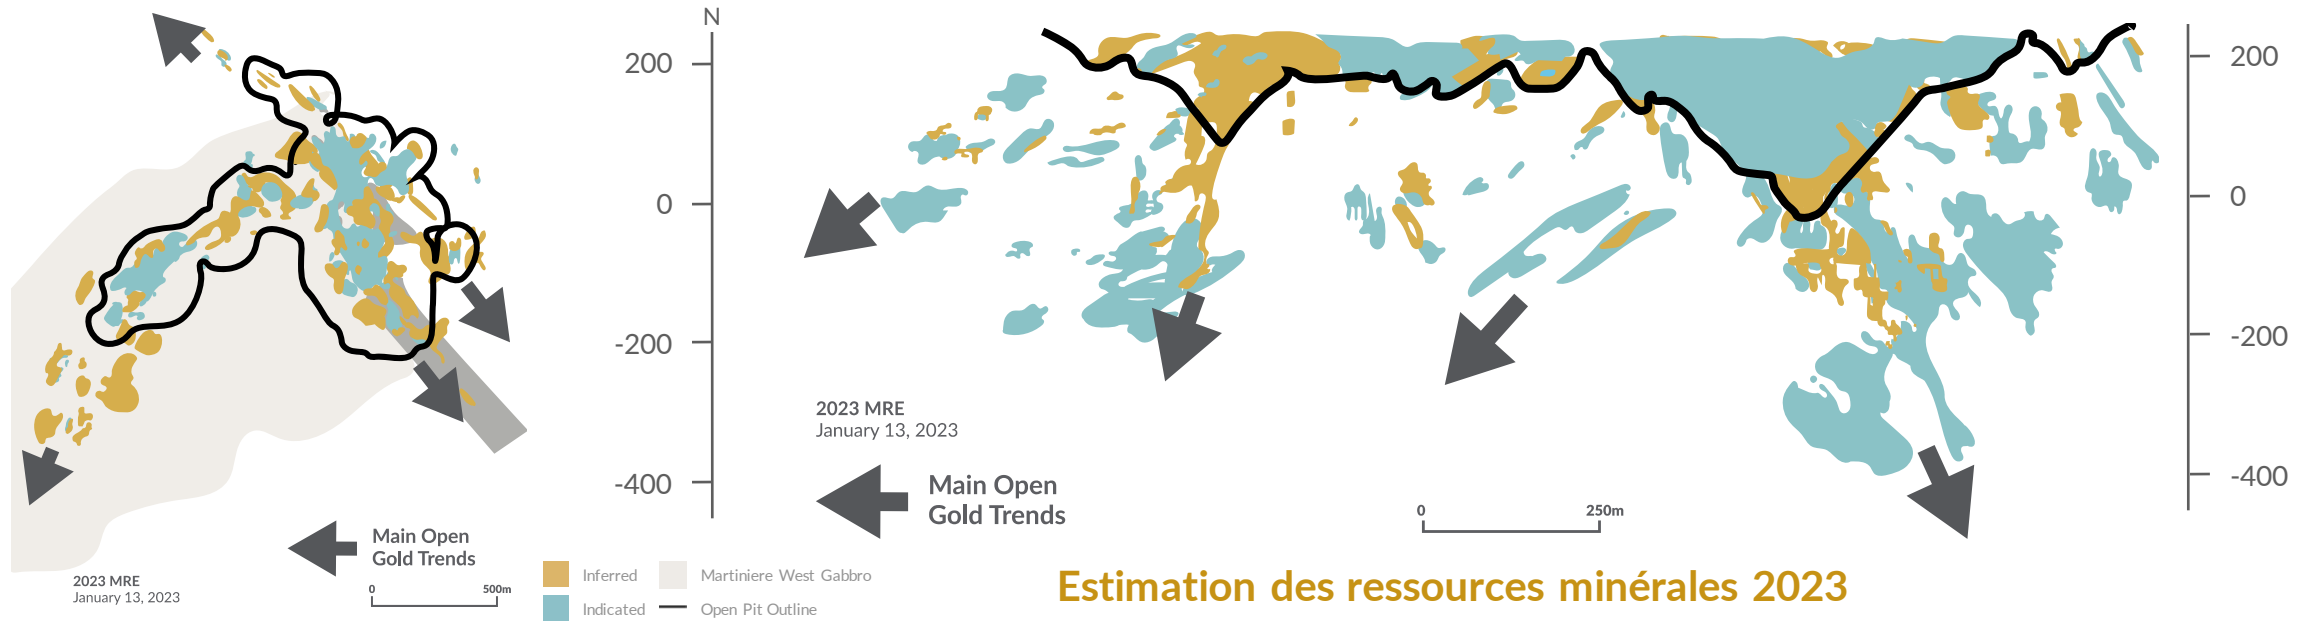 N
200
0
-200
-400
200
0
-200
-400
2023 MRE
January 13, 2023
Main Open
Gold Trends
0 250m
Main Open
Gold Trends
2023 MRE
January 13, 2023
0 500m
Inferred
Martiniere West Gabbro
Indicated
Open Pit Outline
Estimation des ressources minérales 2023